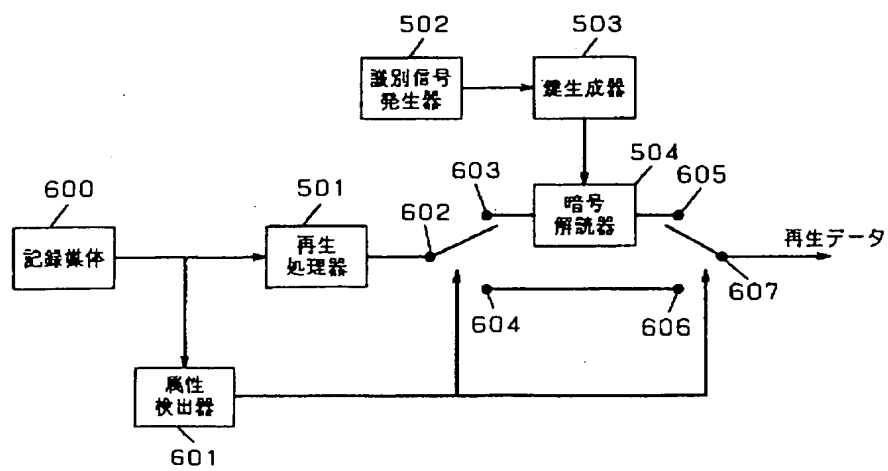 502
503
識別信号
発生器
鍵生成器
600
501
603
504
605
602
記録媒体
再生
処理器
暗号
解読器
再生データ
607
604
606
属性
検出器
601